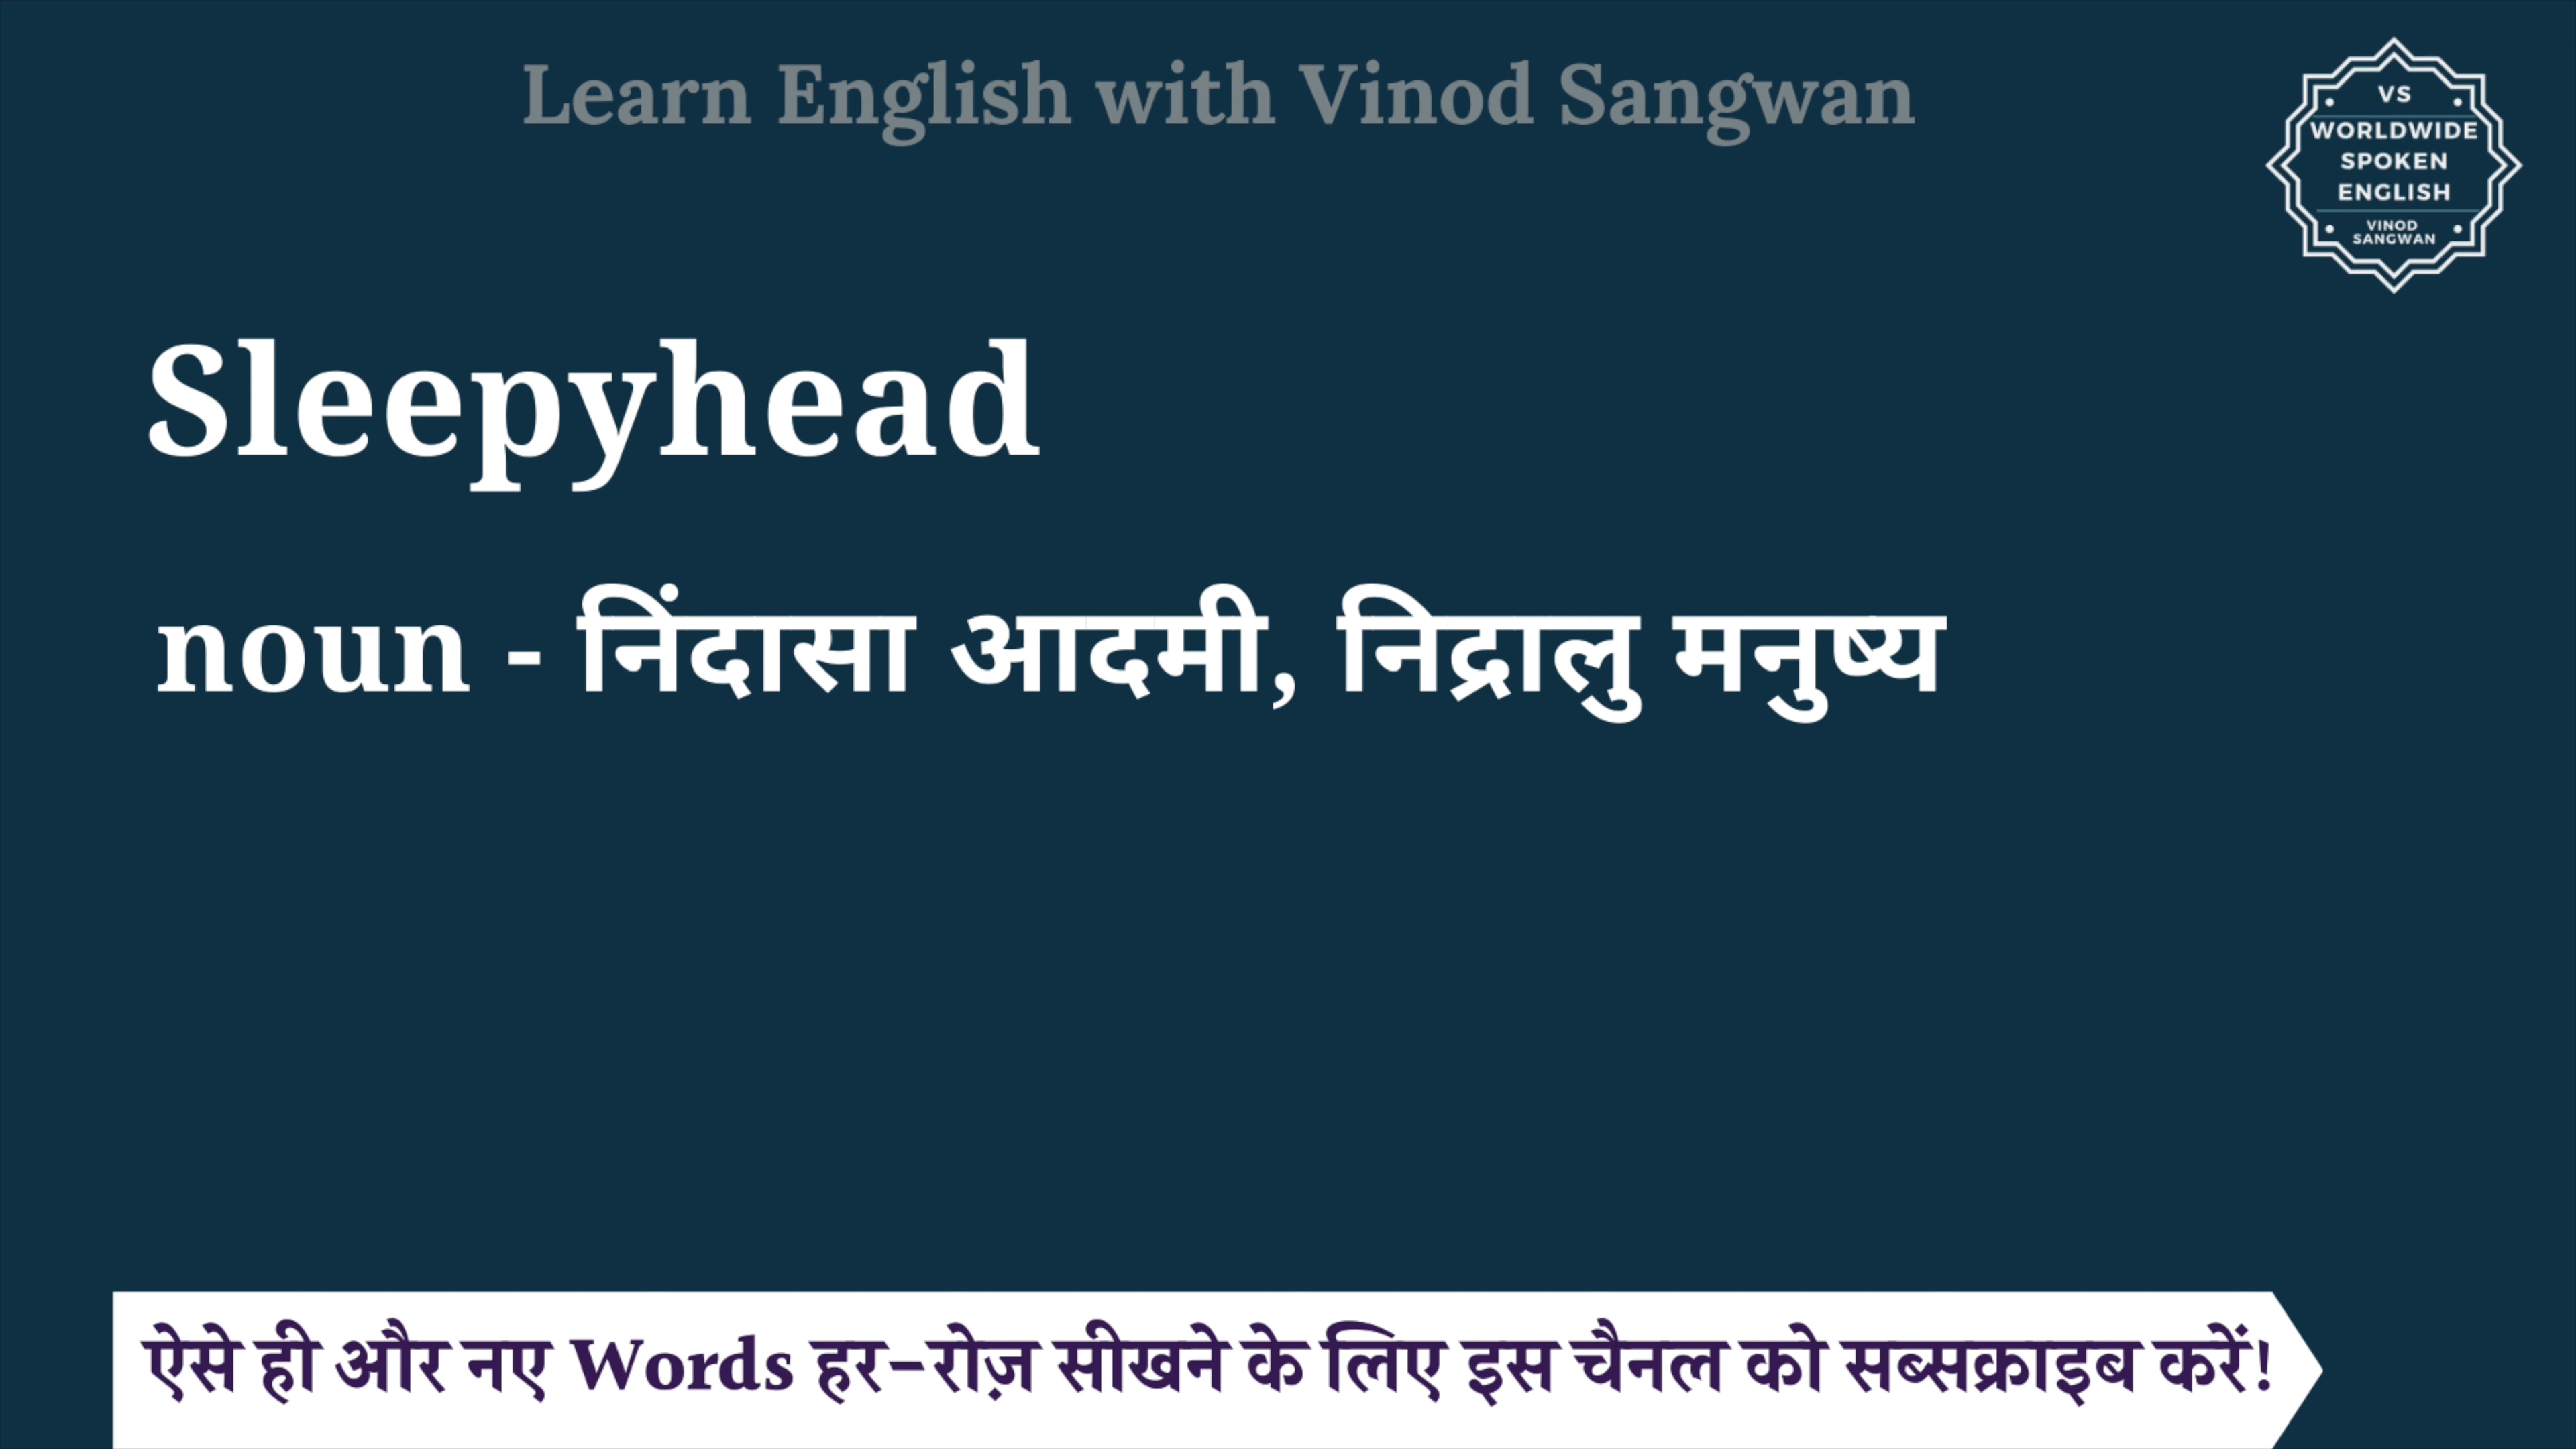 Learn English with Vinod Sangwan
VS
WORLDWIDE
SPOKEN
ENGLISH
VINOD
SANGWAN
Sleepyhead
noun - निंदासा आदमी, निद्रालु मनुष्य
ऐसे ही और नए Words हर-रोज़ सीखने के लिए इस चैनल को सब्सक्राइब करें!